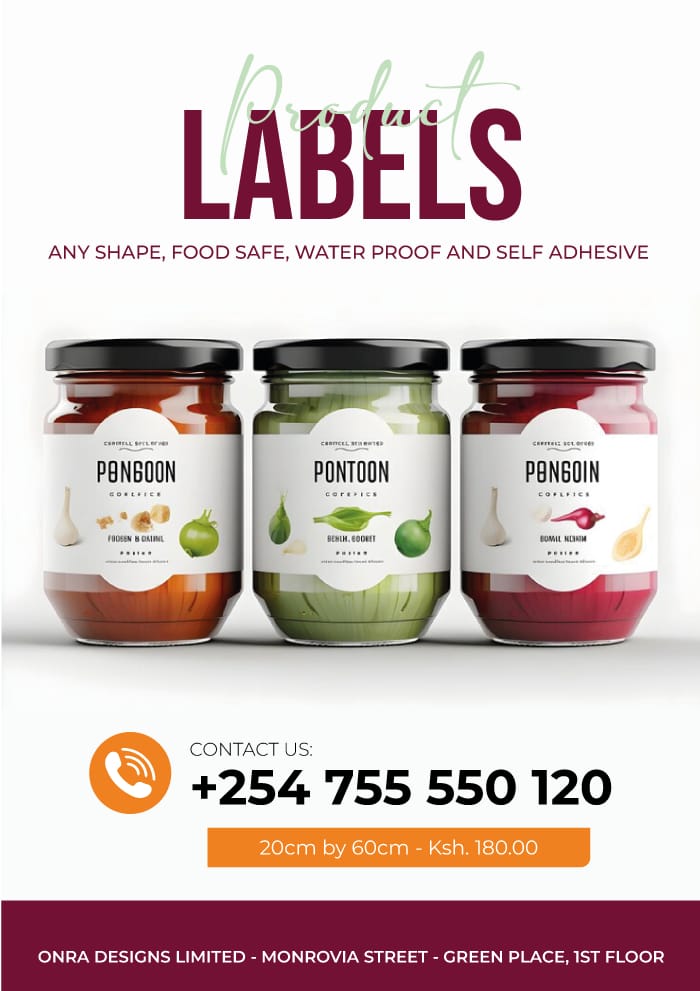 Product
LABELS
ANY SHAPE, FOOD SAFE, WATER PROOF AND SELF ADHESIVE
PONTOON
CONTACT US:
+254 755 550 120
20cm by 60cm - Ksh. 180.00
ONRA DESIGNS LIMITED - MONROVIA STREET - GREEN PLACE, 1ST FLOOR